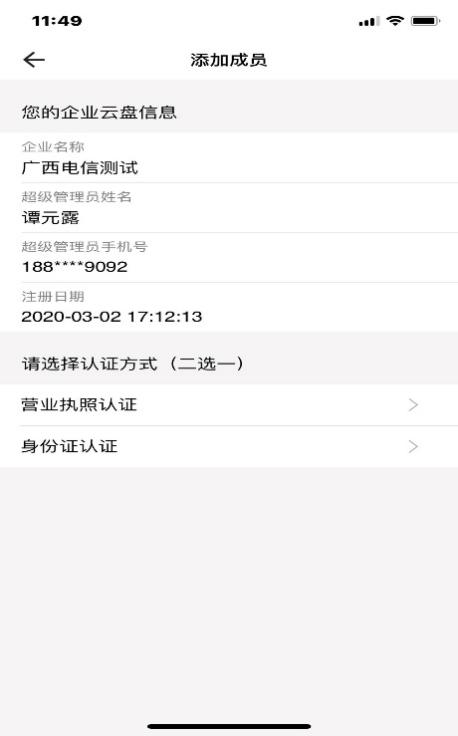 11:49
添加成员
您的企业云盘信息
企业名称
广西电信测试
超级管理员姓名
谭元露
超级管理员手机号
188****9092
注册日期
2020-03-02 17:12:13
请选择认证方式（二选一）
营业执照认证
身份证认证